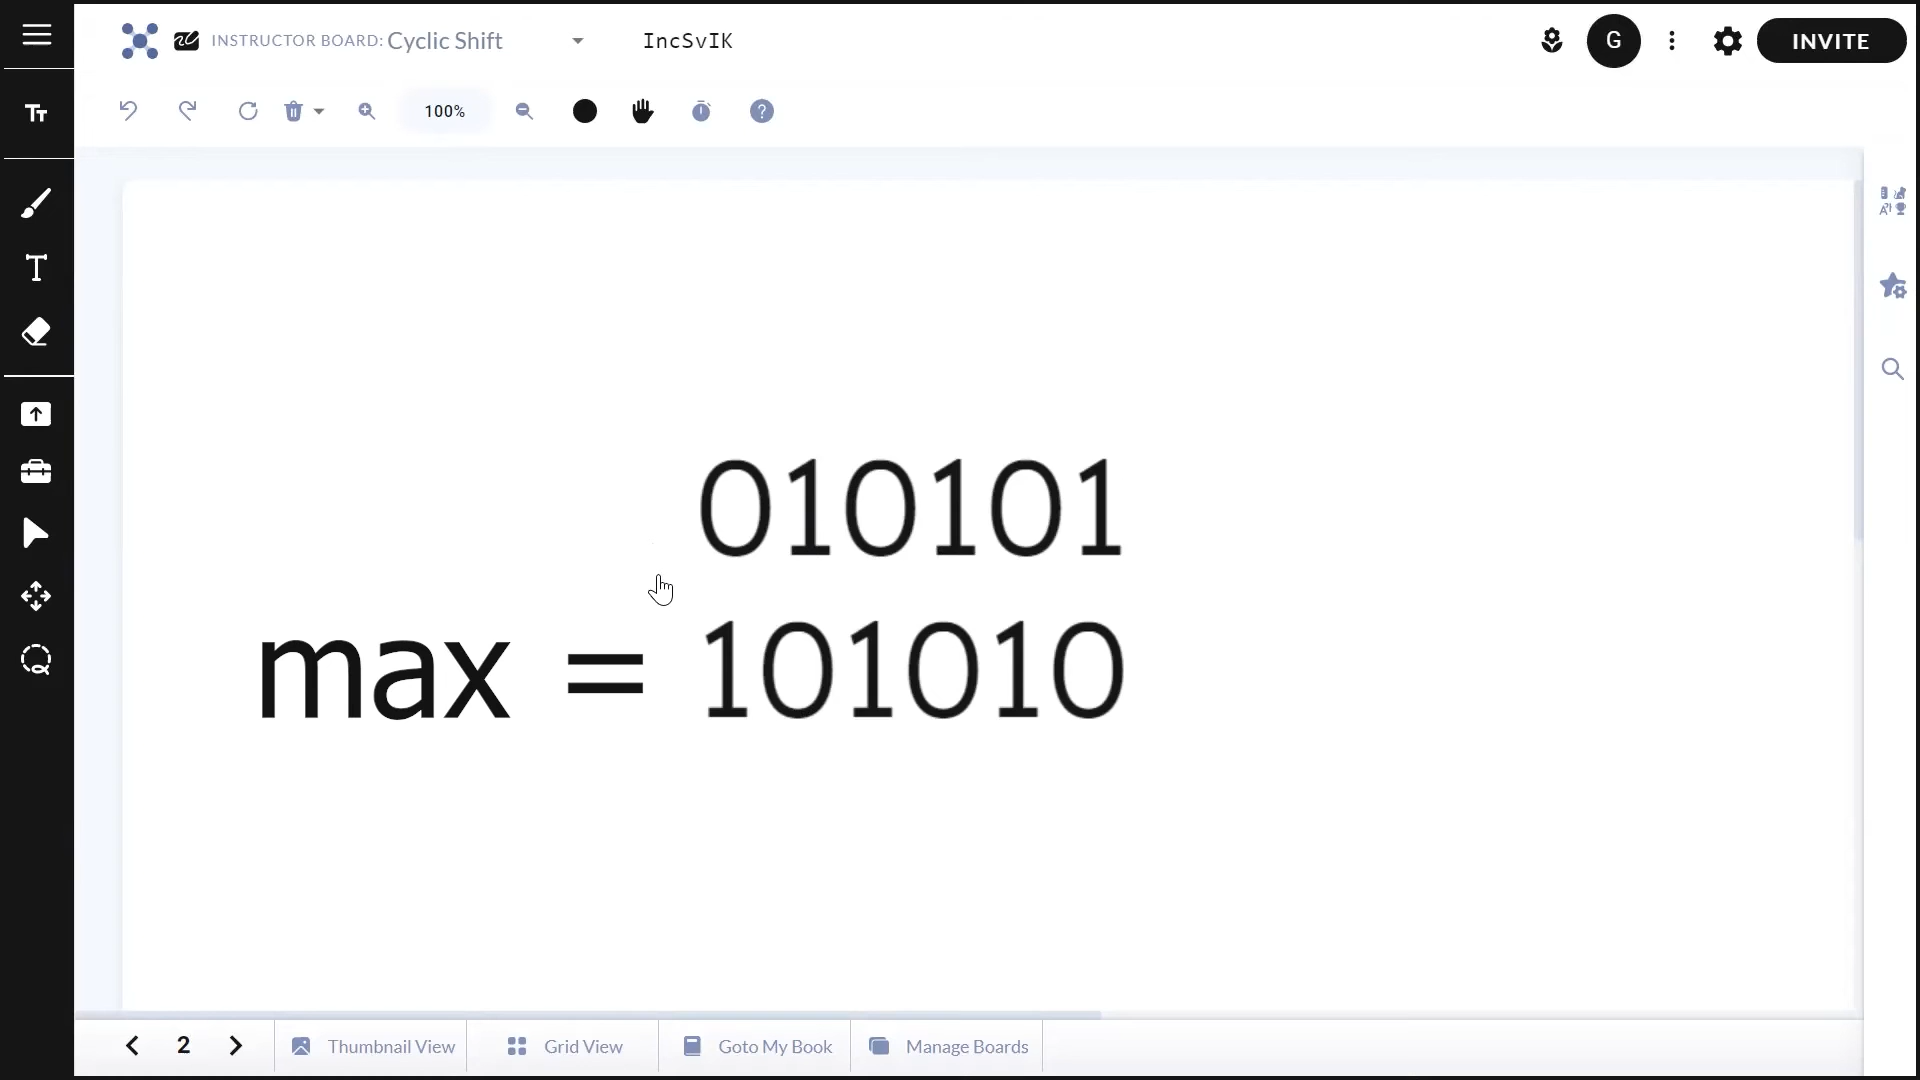 INSTRUCTOR BOARD: Cyclic Shift
IncSvIK
G
INVITE
Tт
100%
?
T
010101
max = 101010
2
Thumbnail View
Grid View
Goto My Book
Manage Boards